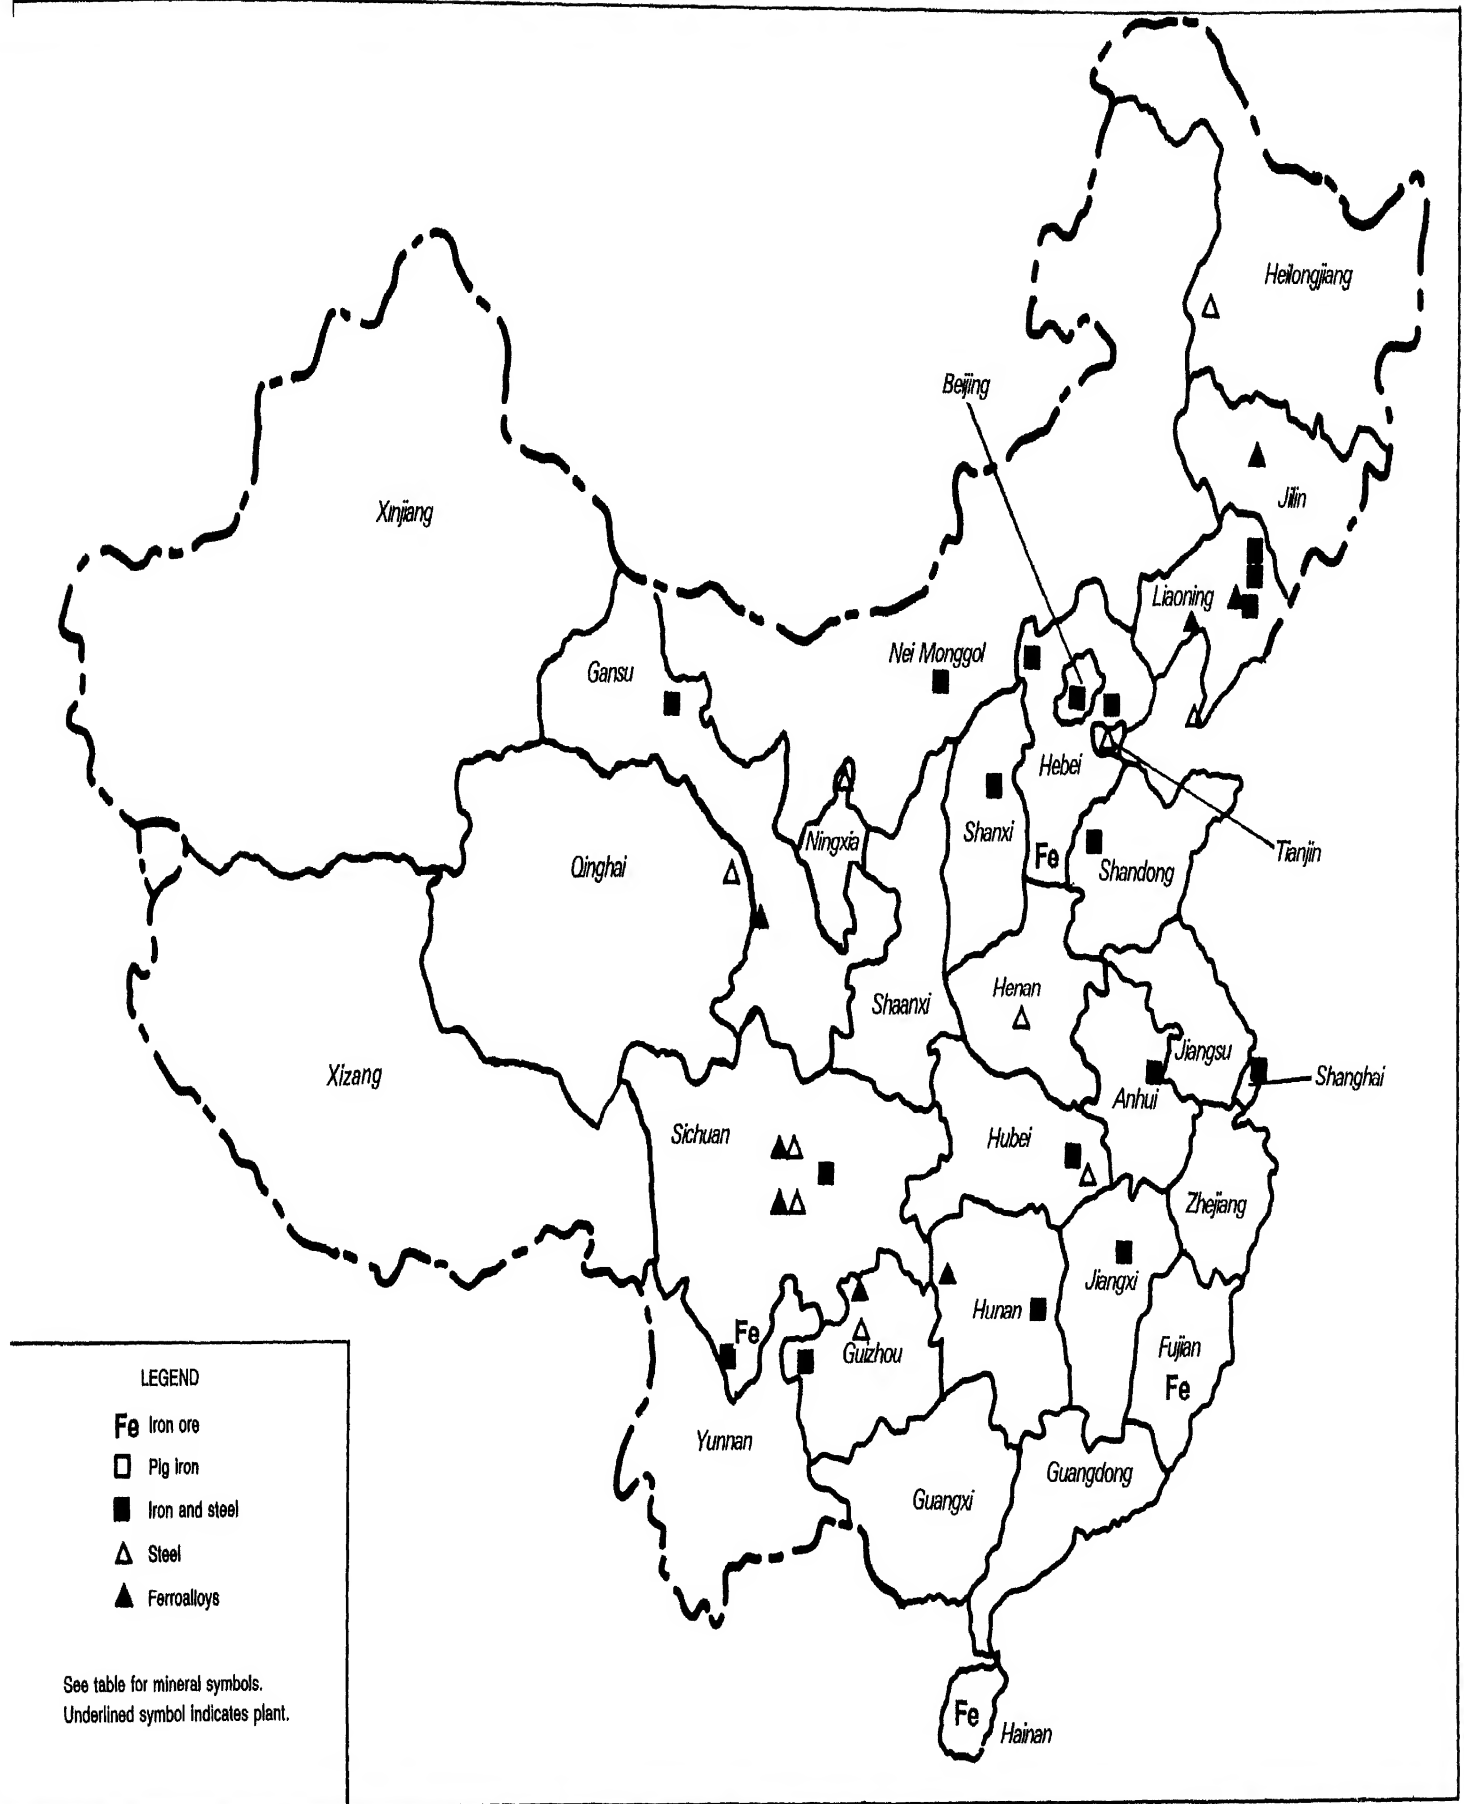 Heilongjiang
Beijing
Jilin
Xinjiang
Liaoning
Nei Monggol
Gansu
Hebei
Shanxi
Ningxia
Fe
Tianjin
Qinghai
Shandong
Henan
Shaanxi
Jiangsu
Xizang
Shanghai
Anhui
Sichuan
Hubei
Zhejiang
Jiangxi
Hunan
Fe
Guizhou
Fujian
Fe
Yunnan
Guangdong
Guangxi
Fe
Hainan
LEGEND
Fe Iron ore
Pig iron
Iron and steel
Steel
Ferroalloys
See table for mineral symbols.
Underlined symbol indicates plant.